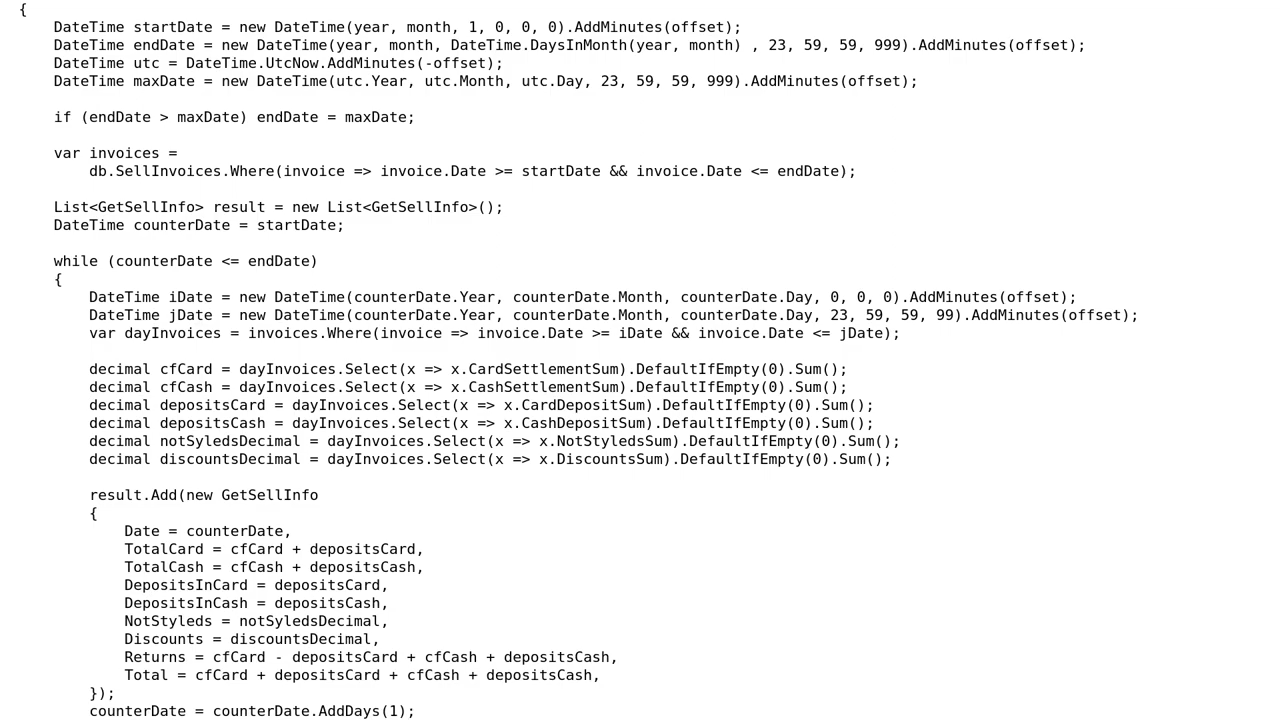 {
DateTime startDate = new DateTime(year, month, 1, 0, 0, 0).AddMinutes(offset);
DateTime endDate = new DateTime(year, month, DateTime.DaysInMonth(year, month) , 23, 59, 59, 999).AddMinutes(offset);
DateTime utc = DateTime.UtcNow.AddMinutes(-offset);
DateTime maxDate = new DateTime(utc.Year, utc.Month, utc.Day, 23, 59, 59, 999).AddMinutes(offset);
if (endDate > maxDate) endDate = maxDate;
var invoices =
db.SellInvoices.Where(invoice => invoice.Date >= startDate && invoice.Date <= endDate);
List<GetSellInfo> result = new List<GetSellInfo>();
DateTime counterDate = startDate;
while (counterDate <= endDate)
{
DateTime iDate = new DateTime(counterDate.Year, counterDate.Month, counterDate.Day, 0, 0, 0).AddMinutes(offset);
DateTime jDate = new DateTime(counterDate.Year, counterDate.Month, counterDate.Day, 23, 59, 59, 99).AddMinutes(offset);
var dayInvoices = invoices.Where(invoice => invoice.Date >= iDate && invoice.Date <= jDate);
decimal cfCard = dayInvoices.Select(x => x.CardSettlementSum).DefaultIfEmpty(0).Sum();
decimal cfCash = dayInvoices.Select(x => x.CashSettlementSum).DefaultIfEmpty(0).Sum();
decimal depositsCard = dayInvoices.Select(x => x.CardDepositSum).DefaultIfEmpty(0).Sum();
decimal depositsCash = dayInvoices.Select(x => x.CashDepositSum).DefaultIfEmpty(0).Sum();
decimal notSyledsDecimal = dayInvoices.Select(x => x.NotStyledsSum).DefaultIfEmpty(0).Sum();
decimal discountsDecimal = dayInvoices.Select(x => x.DiscountsSum).DefaultIfEmpty(0).Sum();
result.Add(new GetSellInfo
{
Date = counterDate,
TotalCard = cfCard + depositsCard,
TotalCash = cfCash + depositsCash,
DepositsInCard = depositsCard,
DepositsInCash = depositsCash,
NotStyleds = notSyledsDecimal,
Discounts = discountsDecimal,
Returns = cfCard - depositsCard + cfCash + depositsCash,
Total = cfCard + depositsCard + cfCash + depositsCash,
});
counterDate = counterDate.AddDays(1);